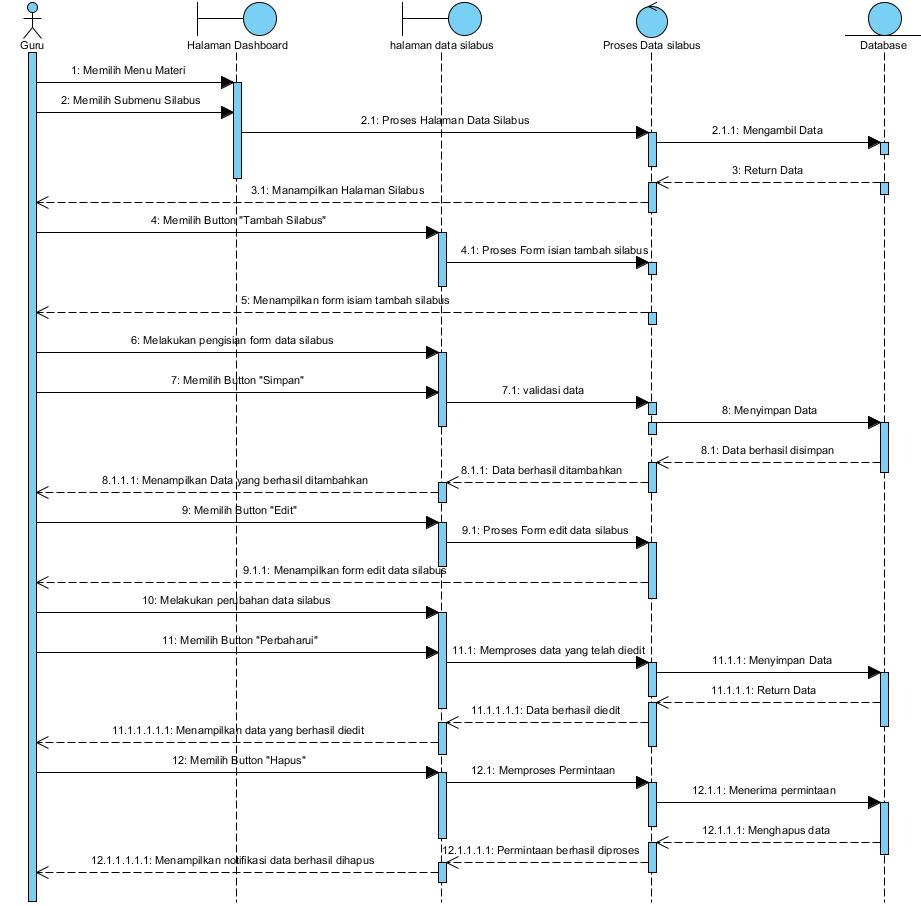 Guru
Halaman Dashboard
halaman data silabus
Proses Data silabus
Database
1: Memilih Menu Materi
2: Memilih Submenu Silabus
2.1: Proses Halaman Data Silabus
2.1.1: Mengambil Data
3: Return Data
3.1: Manampilkan Halaman Silabus
4: Memilih Button "Tambah Silabus"
4.1: Proses Form isian tambah silabus
5: Menampilkan form isiam tambah silabus
6: Melakukan pengisian form data silabus
7: Memilih Button "Simpan"
7.1: validasi data
8: Menyimpan Data
8.1: Data berhasil disimpan
8.1.1: Data berhasil ditambahkan
8.1.1.1: Menampilkan Data yang berhasil ditambahkan
9: Memilih Button "Edit"
9.1: Proses Form edit data silabus
9.1.1: Menampilkan form edit data silabus
10: Melakukan perubahan data silabus
11: Memilih Button "Perbaharui"
11.1: Memproses data yang telah diedit
11.1.1: Menyimpan Data
11.1.1.1: Return Data
11.1.1.1.1: Data berhasil diedit
11.1.1.1.1.1: Menampilkan data yang berhasil diedit
12: Memilih Button "Hapus"
12.1: Memproses Permintaan
12.1.1: Menerima permintaan
12.1.1.1: Menghapus data
12.1.1.1.1: Permintaan berhasil diproses
12.1.1.1.1.1: Menampilkan notifikasi data berhasil dihapus